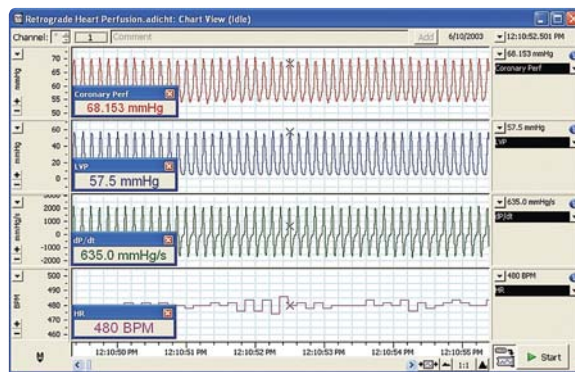 Retrograde Heart Perfusion.adicht: Chart View (Idle)
Channel: 1 Comment Add 6/10/2003 12:10:52.501 PM
70
65
60
55
50
mmHg
Coronary Perf
68.153 mmHg
68.153 mmHg
Coronary Perf
60
40
20
0
mmHg
LVP
57.5 mmHg
57.5 mmHg
LVP
3000
2000
1000
0
-1000
-2000
mmHg/s
dP/dt
635.0 mmHg/s
635.0 mmHg/s
dP/dt
500
490
480
470
460
BPM
HR
480 BPM
480 BPM
HR
12:10:50 PM 12:10:51 PM 12:10:52 PM 12:10:53 PM 12:10:54 PM 12:10:55 PM
M
1:1
Start